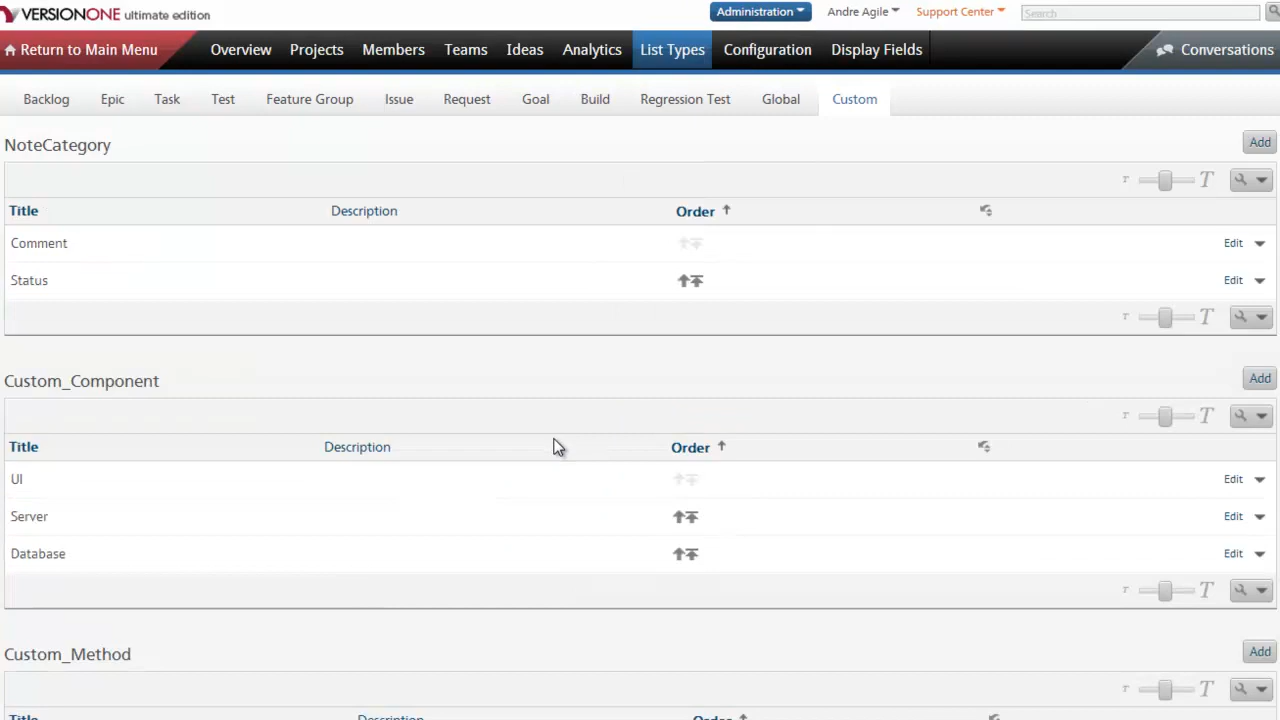 VERSIONONE ultimate edition
Administration Andre Agile Support Center Search
Return to Main Menu Overview Projects Members Teams Ideas Analytics List Types Configuration Display Fields Conversations
Backlog Epic Task Test Feature Group Issue Request Goal Build Regression Test Global Custom
NoteCategory Add
T T
Title Description Order
Comment Edit
Status Edit
T T
Custom_Component Add
T T
Title Description Order
UI Edit
Server Edit
Database Edit
T T
Custom_Method Add
T T
Title Description Order